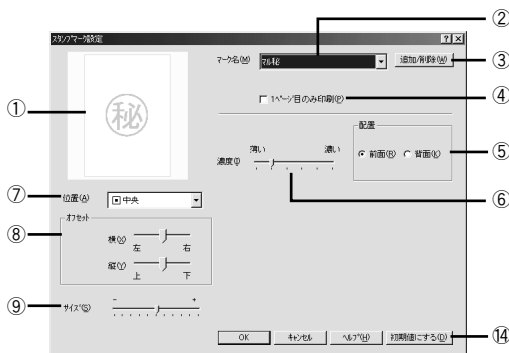 ②
スタンプマーク設定
マーク名(M) マル秘 追加/削除(W) ③
① 秘
1ページ目のみ印刷(P) ④
配置
薄い 濃い
濃度(I) 前面(R) 背面(K) ⑤
⑥
⑦ 位置(A) 中央
オフセット
⑧ 横(X)
左 右
縦(Y)
上 下
⑨ サイズ(S) - +
OK キャンセル ヘルプ(H) 初期値にする(D) ⑭